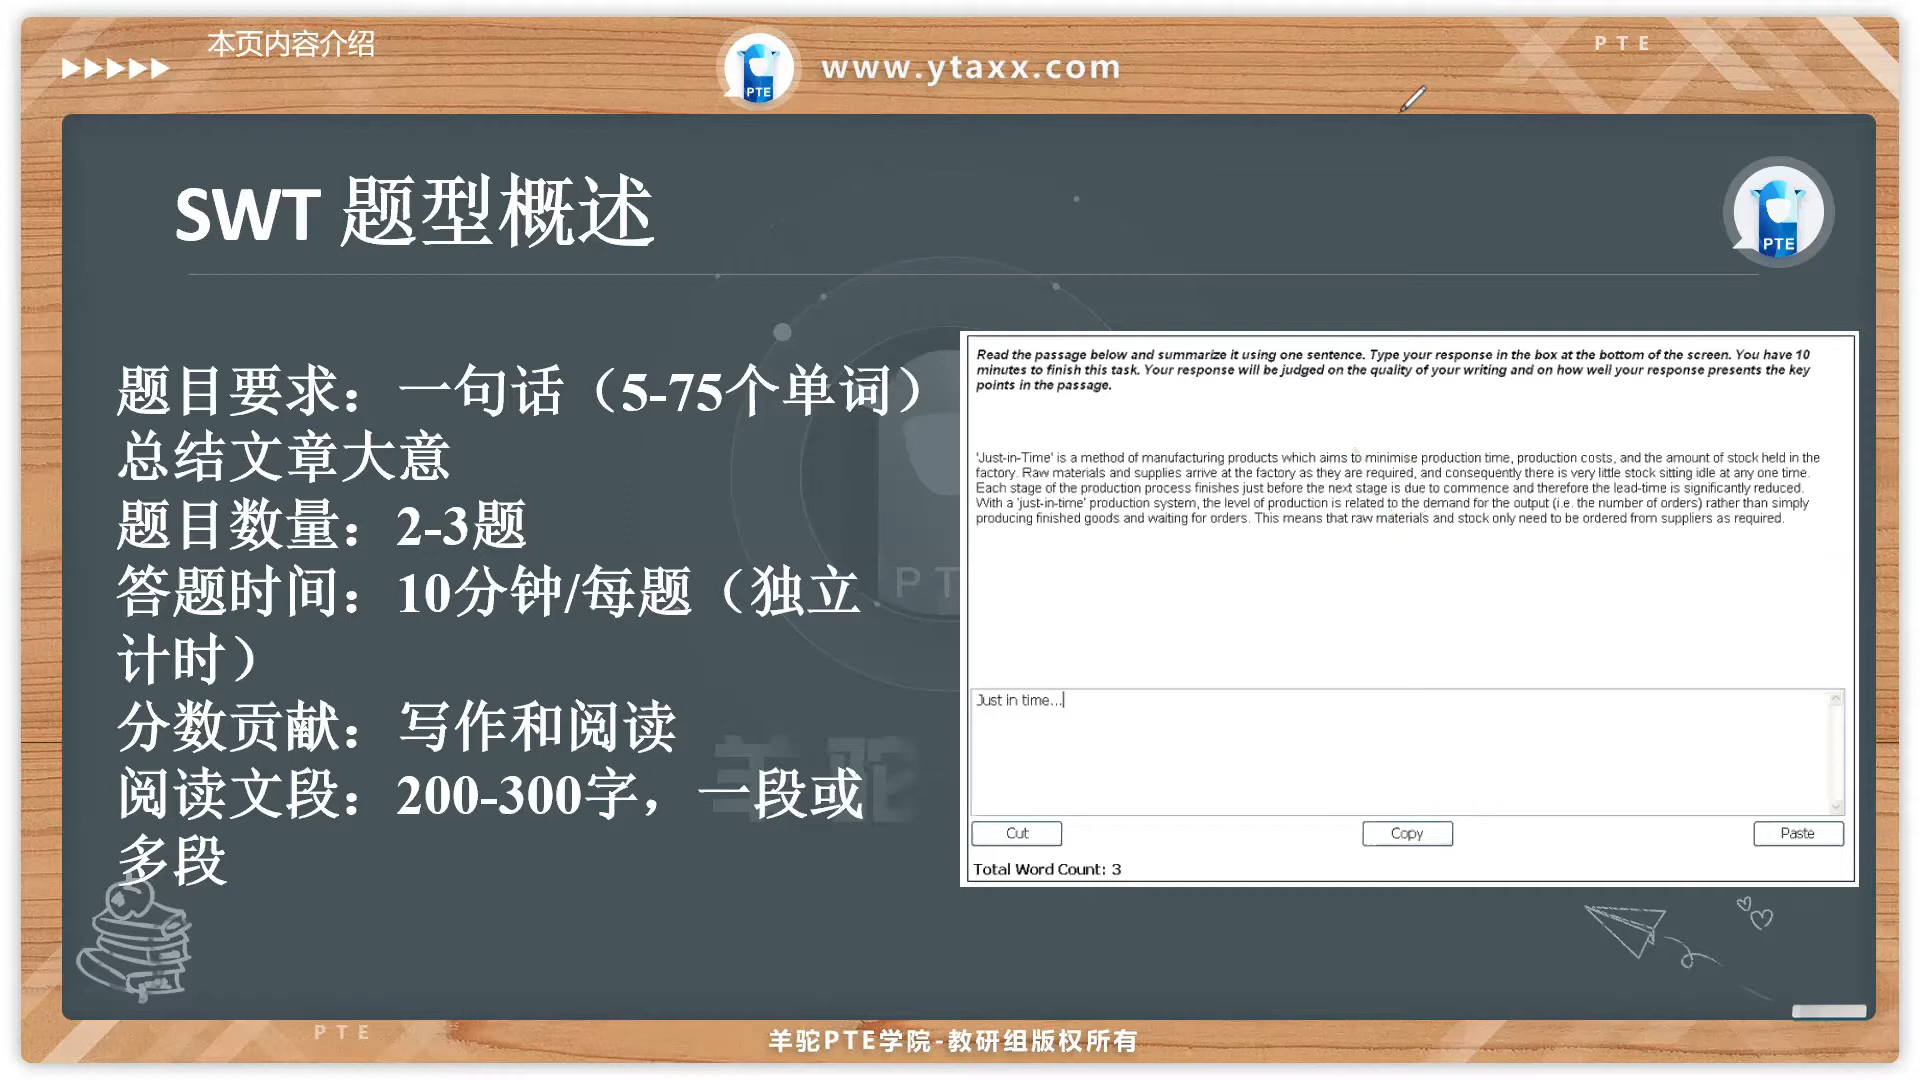 本页内容介绍
PTE
www.ytaxx.com
PTE
SWT 题型概述
PTE
题目要求：一句话（5-75个单词）
总结文章大意
题目数量：2-3题
答题时间：10分钟/每题（独立
计时）
分数贡献：写作和阅读
阅读文段：200-300字，一段或
多段
PT
羊驼
Read the passage below and summarize it using one sentence. Type your response in the box at the bottom of the screen. You have 10
minutes to finish this task. Your response will be judged on the quality of your writing and on how well your response presents the key
points in the passage.
'Just-in-Time' is a method of manufacturing products which aims to minimise production time, production costs, and the amount of stock held in the
factory. Raw materials and supplies arrive at the factory as they are required, and consequently there is very little stock sitting idle at any one time.
Each stage of the production process finishes just before the next stage is due to commence and therefore the lead-time is significantly reduced.
With a 'just-in-time' production system, the level of production is related to the demand for the output (i.e. the number of orders) rather than simply
producing finished goods and waiting for orders. This means that raw materials and stock only need to be ordered from suppliers as required.
Just in time...
Cut
Copy
Paste
Total Word Count: 3
PTE
羊驼PTE学院-教研组版权所有